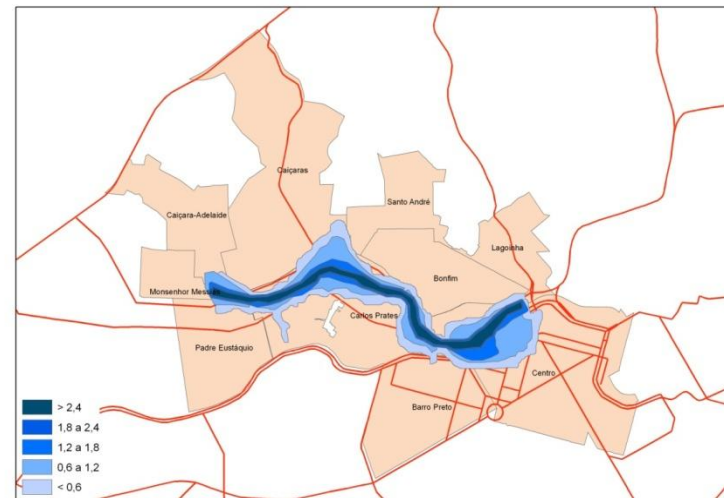 Caiçaras
Santo André
Caiçara-Adelaide
Lagoinha
Bonfim
Monsenhor
Carlos Prates
Padre Eustáquio
Centro
Barro Preto
> 2,4
1,8 a 2,4
1,2 a 1,8
0,6 a 1,2
< 0,6